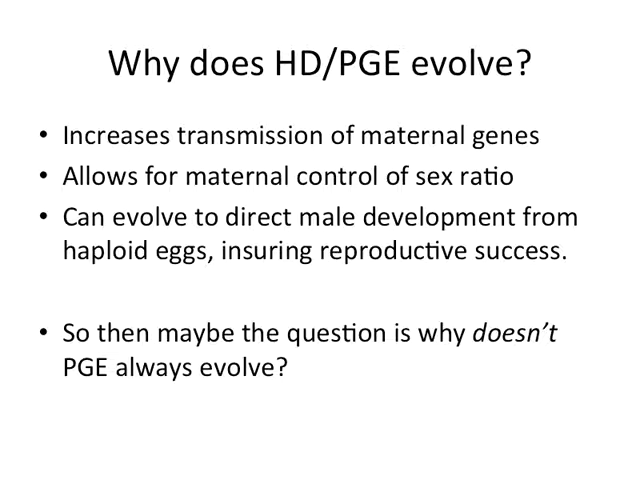 Why does HD/PGE evolve?
• Increases transmission of maternal genes
• Allows for maternal control of sex ratio
• Can evolve to direct male development from
haploid eggs, insuring reproductive success.
• So then maybe the question is why doesn't
PGE always evolve?